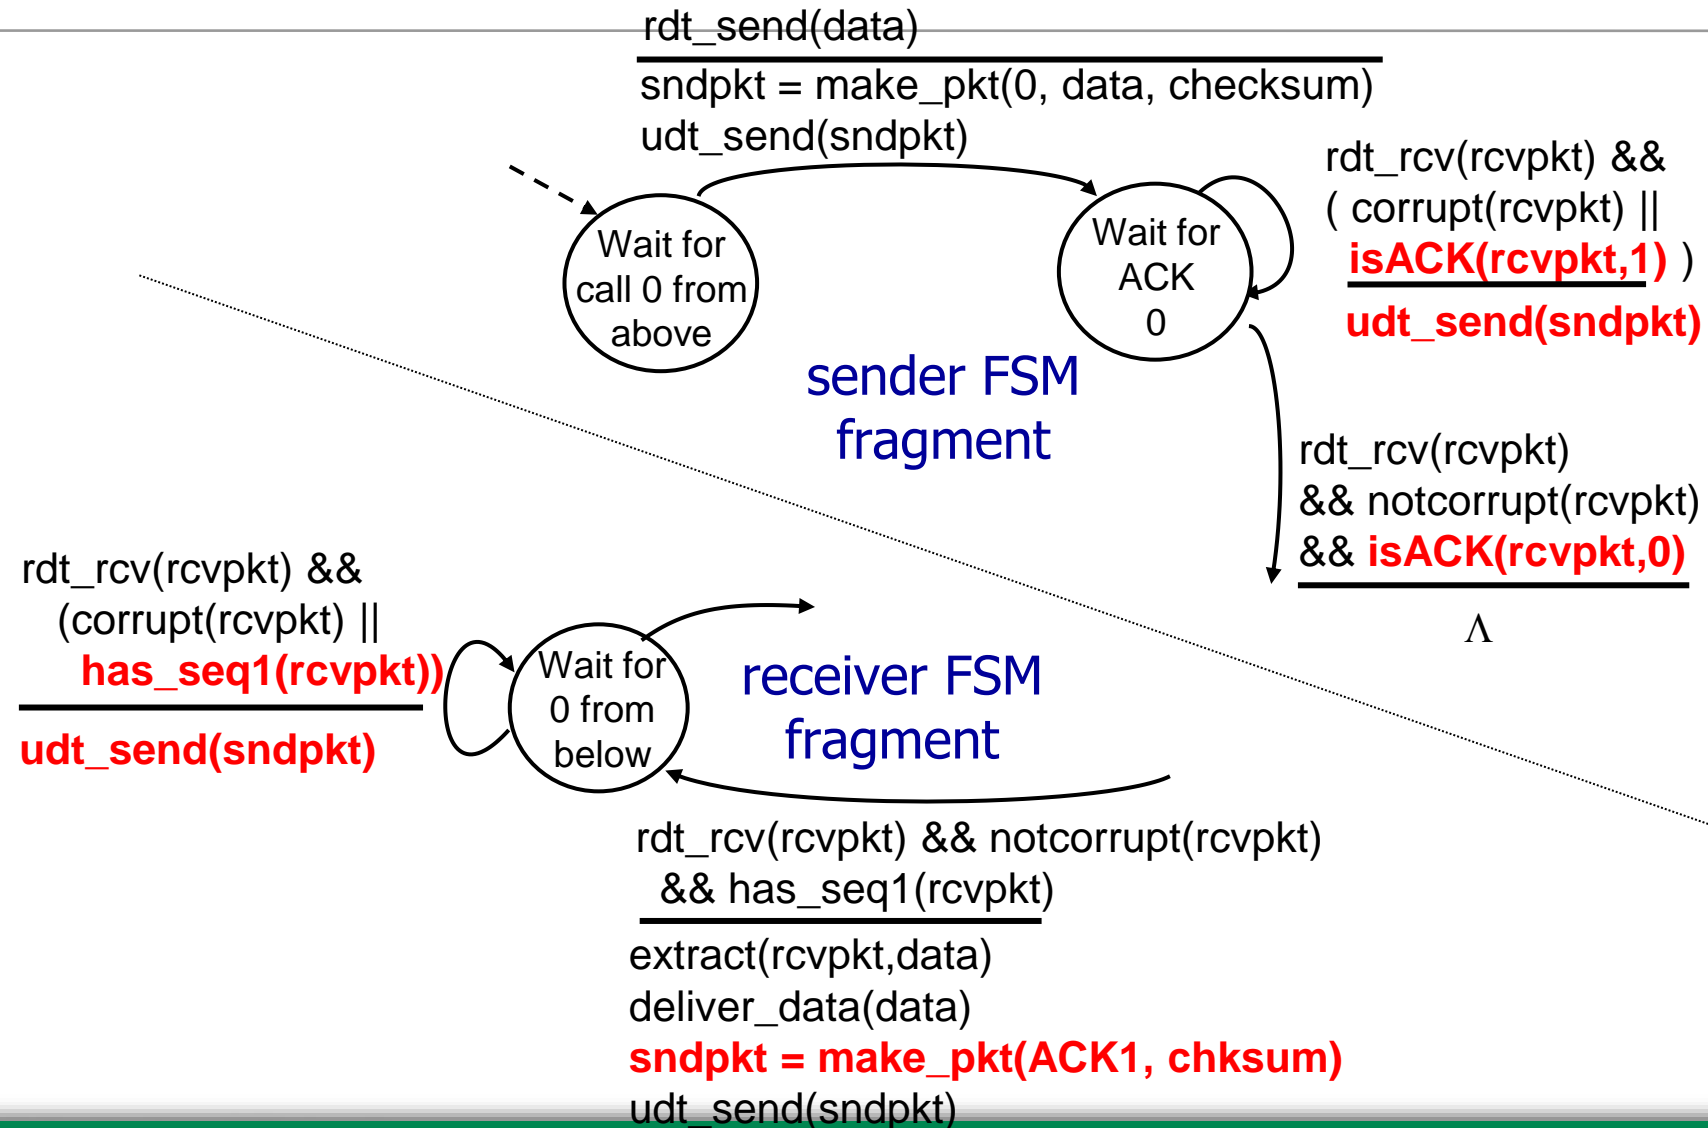 rdt_send(data)
sndpkt = make_pkt(0, data, checksum)
udt_send(sndpkt)
rdt_rcv(rcvpkt) &&
( corrupt(rcvpkt) ||
isACK(rcvpkt,1) )
udt_send(sndpkt)
Wait for
call 0 from
above
Wait for
ACK
0
sender FSM
fragment
rdt_rcv(rcvpkt)
&& notcorrupt(rcvpkt)
&& isACK(rcvpkt,0)
Λ
rdt_rcv(rcvpkt) &&
(corrupt(rcvpkt) ||
has_seq1(rcvpkt))
udt_send(sndpkt)
Wait for
0 from
below
receiver FSM
fragment
rdt_rcv(rcvpkt) && notcorrupt(rcvpkt)
&& has_seq1(rcvpkt)
extract(rcvpkt,data)
deliver_data(data)
sndpkt = make_pkt(ACK1, chksum)
udt_send(sndpkt)